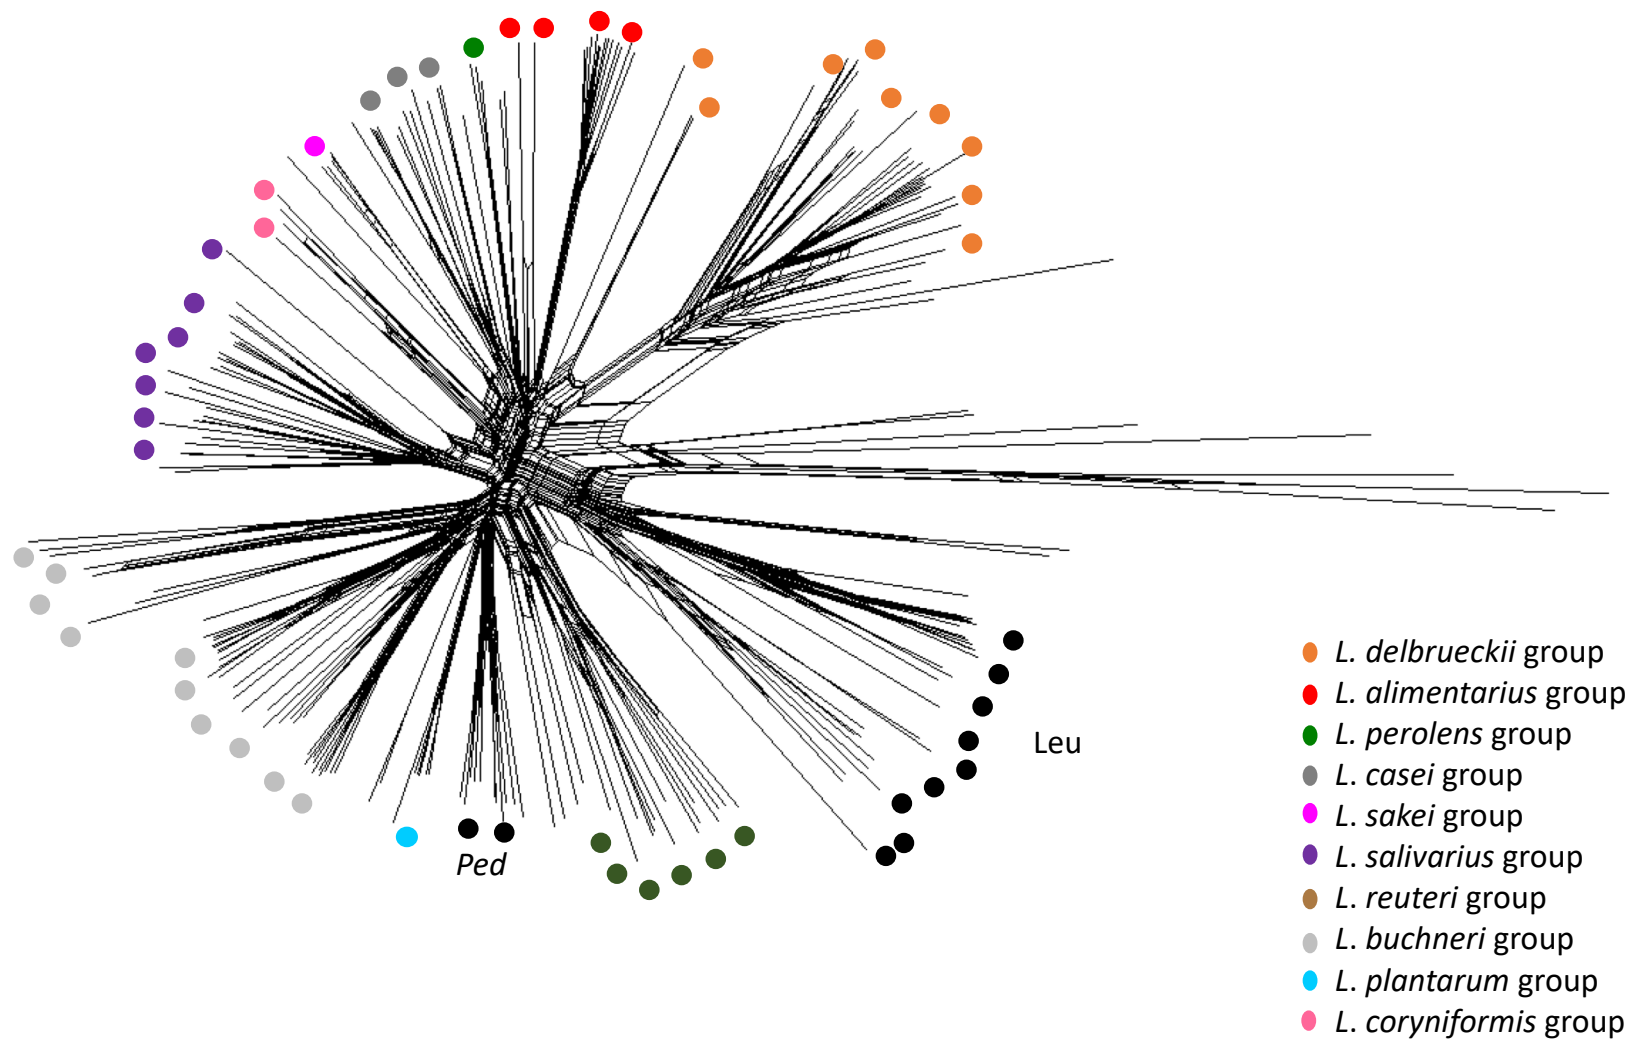 L. delbrueckii group
L. alimentarius group
L. perolens group
Leu
L. casei group
L. sakei group
Ped
L. salivarius group
L. reuteri group
L. buchneri group
L. plantarum group
L. coryniformis group